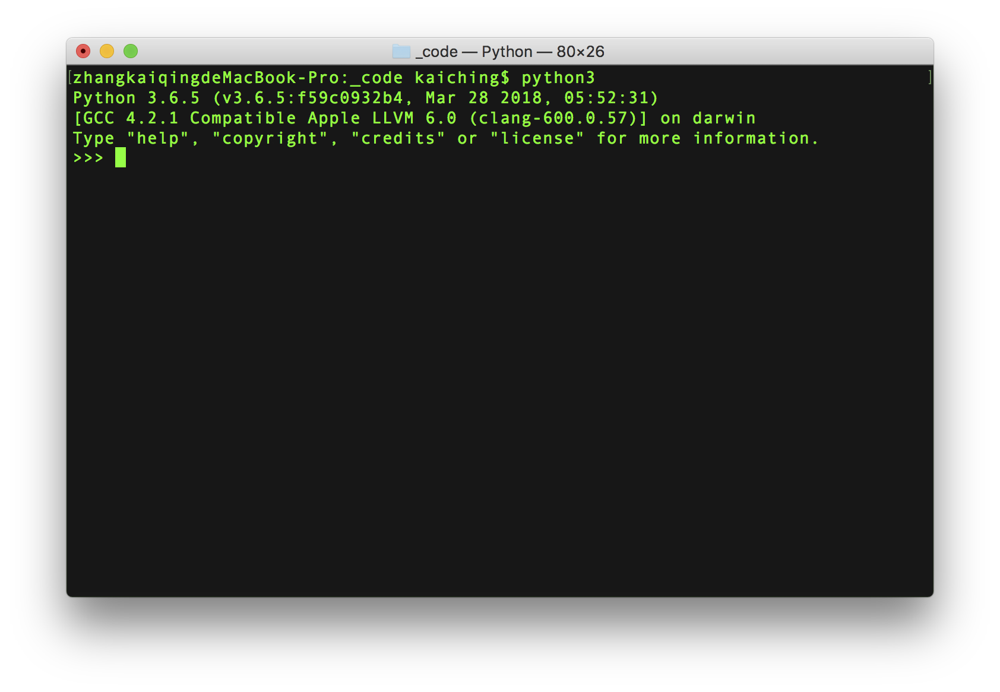 _code — Python — 80×26
[zhangkaiqingdeMacBook-Pro:_code kaiching$ python3 ]
Python 3.6.5 (v3.6.5:f59c0932b4, Mar 28 2018, 05:52:31)
[GCC 4.2.1 Compatible Apple LLVM 6.0 (clang-600.0.57)] on darwin
Type "help", "copyright", "credits" or "license" for more information.
>>>